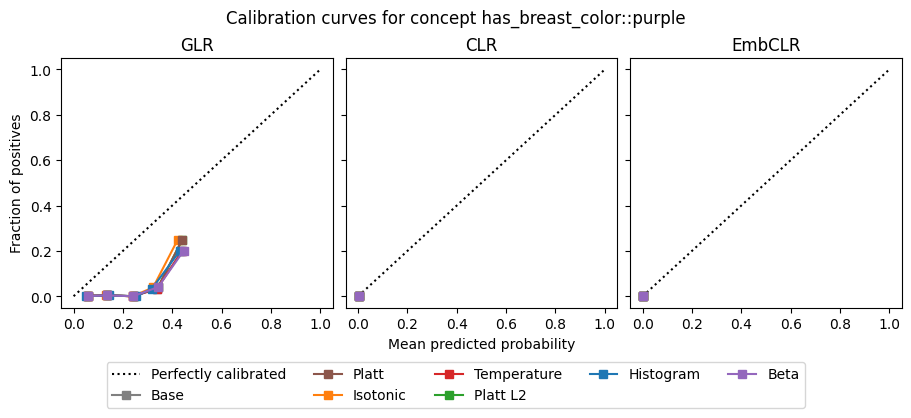 Calibration curves for concept has_breast_color::purple
GLR
CLR
EmbCLR
Fraction of positives
1.0
0.8
0.6
0.4
0.2
0.0
0.0 0.2 0.4 0.6 0.8 1.0
0.0 0.2 0.4 0.6 0.8 1.0
0.0 0.2 0.4 0.6 0.8 1.0
Mean predicted probability
Perfectly calibrated
Base
Platt
Isotonic
Temperature
Platt L2
Histogram
Beta